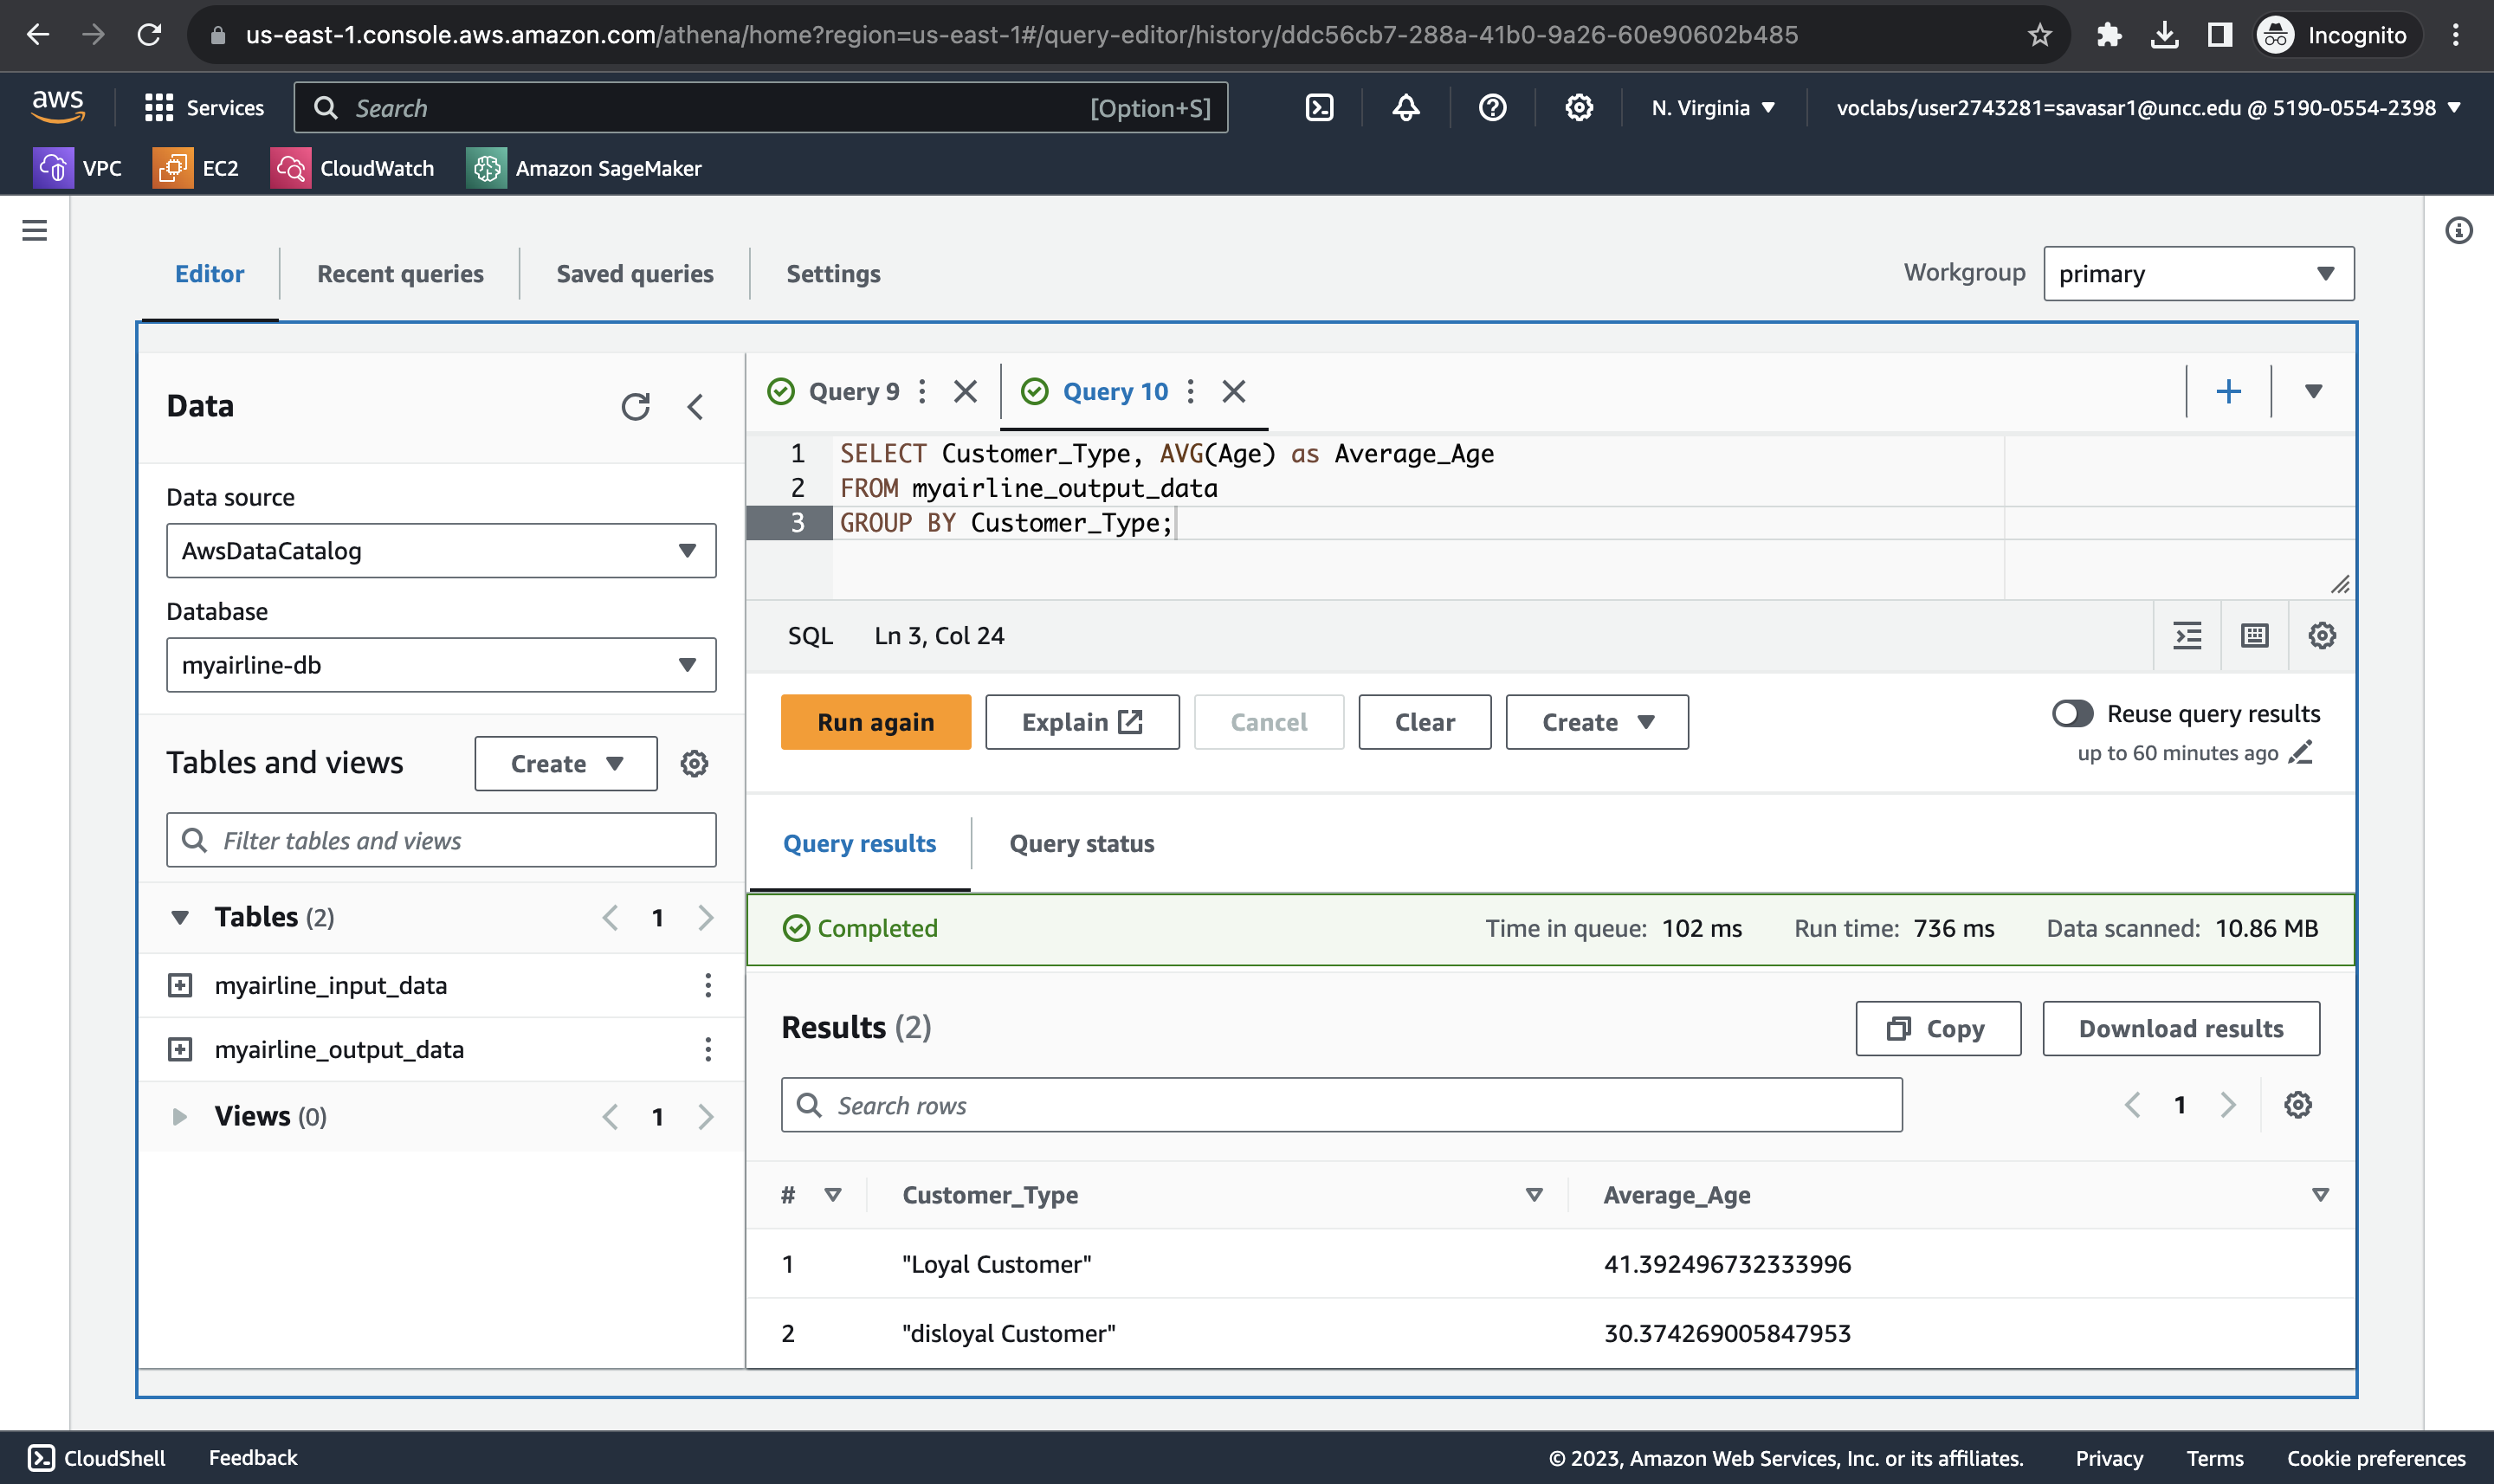 us-east-1.console.aws.amazon.com/athena/home?region=us-east-1#/query-editor/history/ddc56cb7-288a-41b0-9a26-60e90602b485
Incognito
aws
Services
Search
[Option+S]
N. Virginia
voclabs/user2743281=savasar1@uncc.edu @ 5190-0554-2398
VPC
EC2
CloudWatch
Amazon SageMaker
Editor
Recent queries
Saved queries
Settings
Workgroup
primary
Data
Data source
AwsDataCatalog
Database
myairline-db
Tables and views
Create
Filter tables and views
Tables (2)
1
myairline_input_data
myairline_output_data
Views (0)
1
Query 9
Query 10
1 SELECT Customer_Type, AVG(Age) as Average_Age
2 FROM myairline_output_data
3 GROUP BY Customer_Type;
SQL
Ln 3, Col 24
Run again
Explain
Cancel
Clear
Create
Reuse query results
up to 60 minutes ago
Query results
Query status
Completed
Time in queue: 102 ms
Run time: 736 ms
Data scanned: 10.86 MB
Results (2)
Copy
Download results
Search rows
1
# Customer_Type Average_Age
1 "Loyal Customer" 41.392496732333996
2 "disloyal Customer" 30.374269005847953
CloudShell
Feedback
© 2023, Amazon Web Services, Inc. or its affiliates.
Privacy
Terms
Cookie preferences